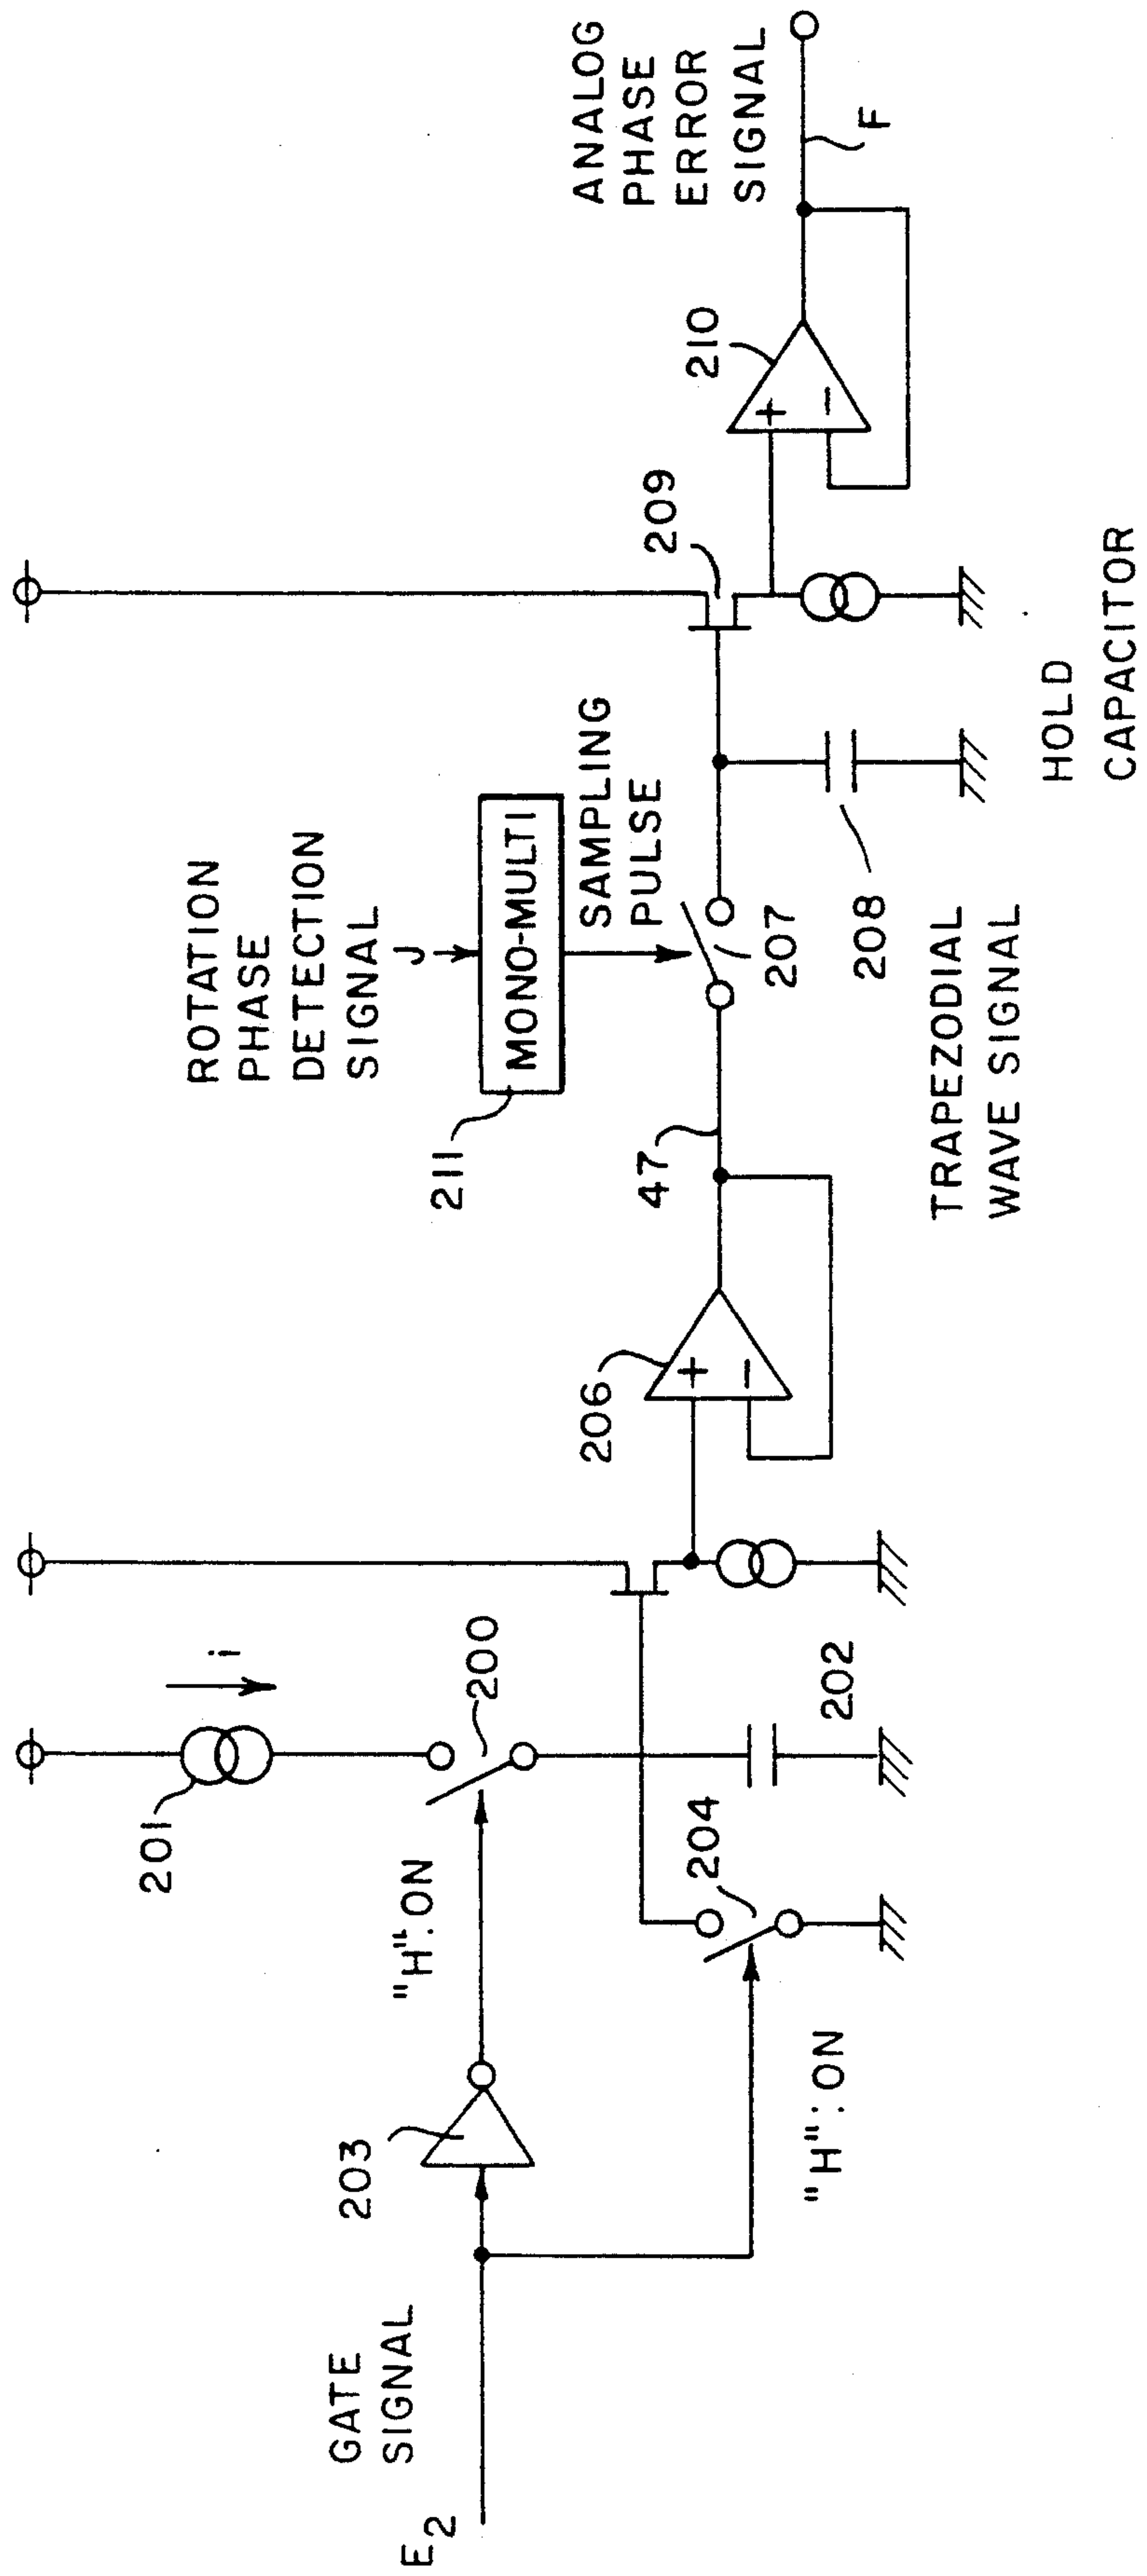 E2
GATE
SIGNAL
203
"H":ON
"H":ON
201
i
200
204
202
206
47
TRAPEZODIAL
WAVE SIGNAL
211
ROTATION
PHASE
DETECTION
SIGNAL
J
MONO-MULTI
SAMPLING
PULSE
207
208
HOLD
CAPACITOR
209
210
+
-
+
-
ANALOG
PHASE
ERROR
SIGNAL
F